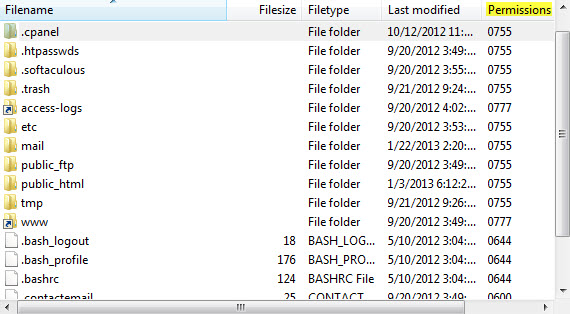 Filename Filesize Filetype Last modified Permissions
.cpanel File folder 10/12/2012 11:... 0755
.htpasswds File folder 9/20/2012 3:49:... 0755
.softaculous File folder 9/20/2012 3:55:... 0755
.trash File folder 9/21/2012 9:24:... 0755
access-logs File folder 9/20/2012 4:02:... 0777
etc File folder 9/20/2012 3:53:... 0755
mail File folder 1/22/2013 2:20:... 0755
public_ftp File folder 9/20/2012 3:49:... 0755
public_html File folder 1/3/2013 6:12:2... 0755
tmp File folder 9/21/2012 9:26:... 0755
www File folder 9/20/2012 3:49:... 0777
.bash_logout 18 BASH_LOG... 5/10/2012 3:04:... 0644
.bash_profile 176 BASH_PRO... 5/10/2012 3:04:... 0644
.bashrc 124 BASHRC File 5/10/2012 3:04:... 0644
.contactemail 25 CONTACT... 9/20/2012 3:49:... 0600